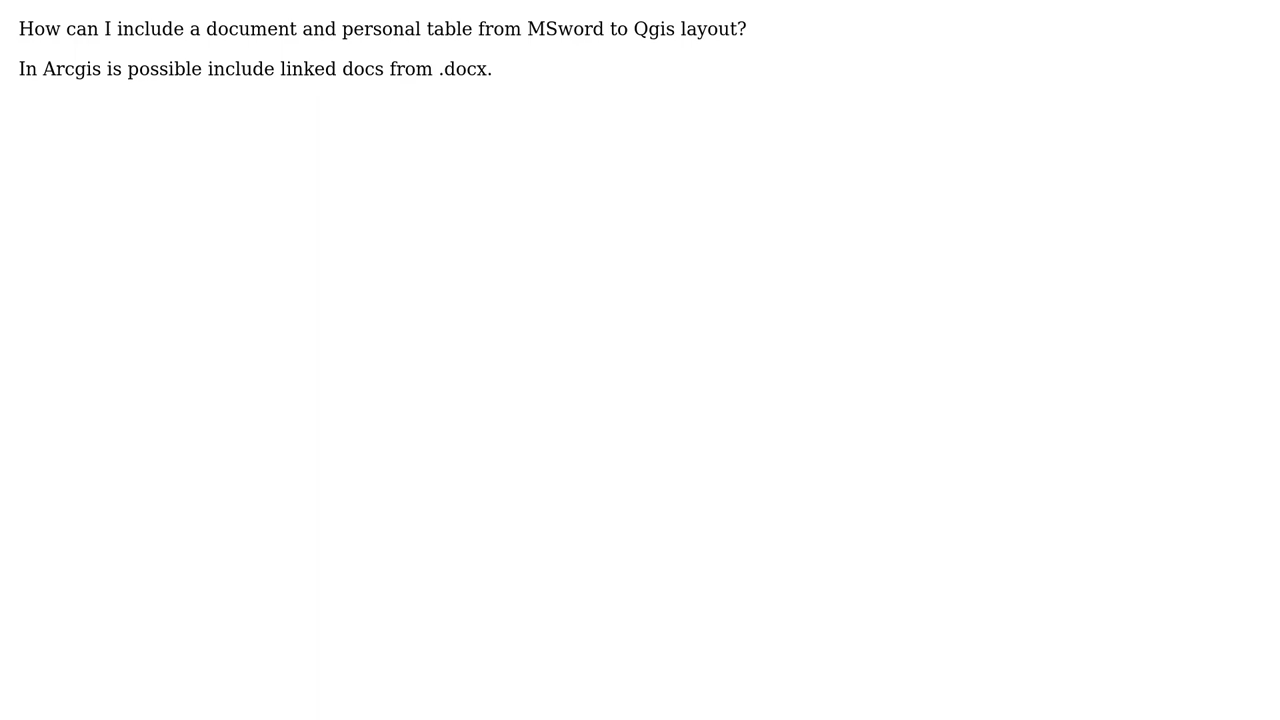 How can I include a document and personal table from MSword to Qgis layout?
In Arcgis is possible include linked docs from .docx.